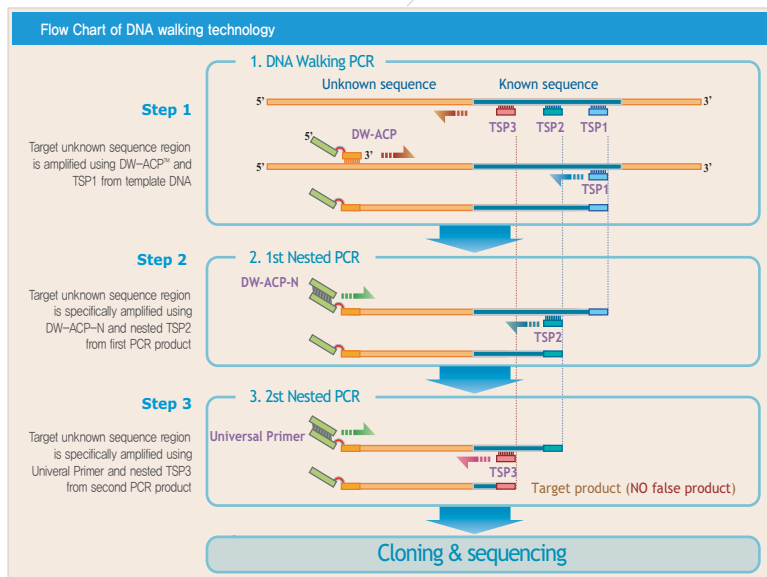 Flow Chart of DNA walking technology
1. DNA Walking PCR
Unknown sequence
Known sequence
Step 1
Target unknown sequence region
is amplified using DW-ACP™ and
TSP1 from template DNA
5'
3'
TSP3
TSP2
TSP1
5'
DW-ACP
3'
5'
3'
TSP1
Step 2
Target unknown sequence region
is specifically amplified using
DW-ACP-N and nested TSP2
from first PCR product
2. 1st Nested PCR
DW-ACP-N
TSP2
Step 3
Target unknown sequence region
is specifically amplified using
Univeral Primer and nested TSP3
from second PCR product
3. 2st Nested PCR
Universal Primer
TSP3
Target product (NO false product)
Cloning & sequencing